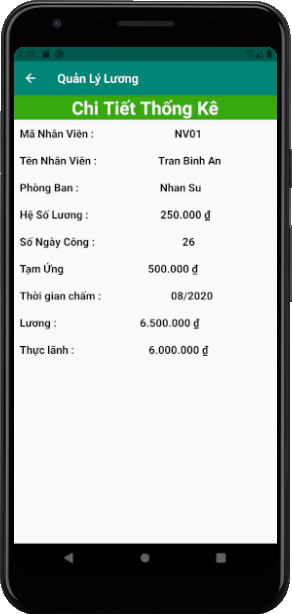 2:33
Quản Lý Lương
Chi Tiết Thống Kê
Mã Nhân Viên : NV01
Tên Nhân Viên : Tran Binh An
Phòng Ban : Nhan Su
Hệ Số Lương : 250.000 ₫
Số Ngày Công : 26
Tạm Ứng 500.000 ₫
Thời gian chấm : 08/2020
Lương : 6.500.000 ₫
Thực lãnh : 6.000.000 ₫